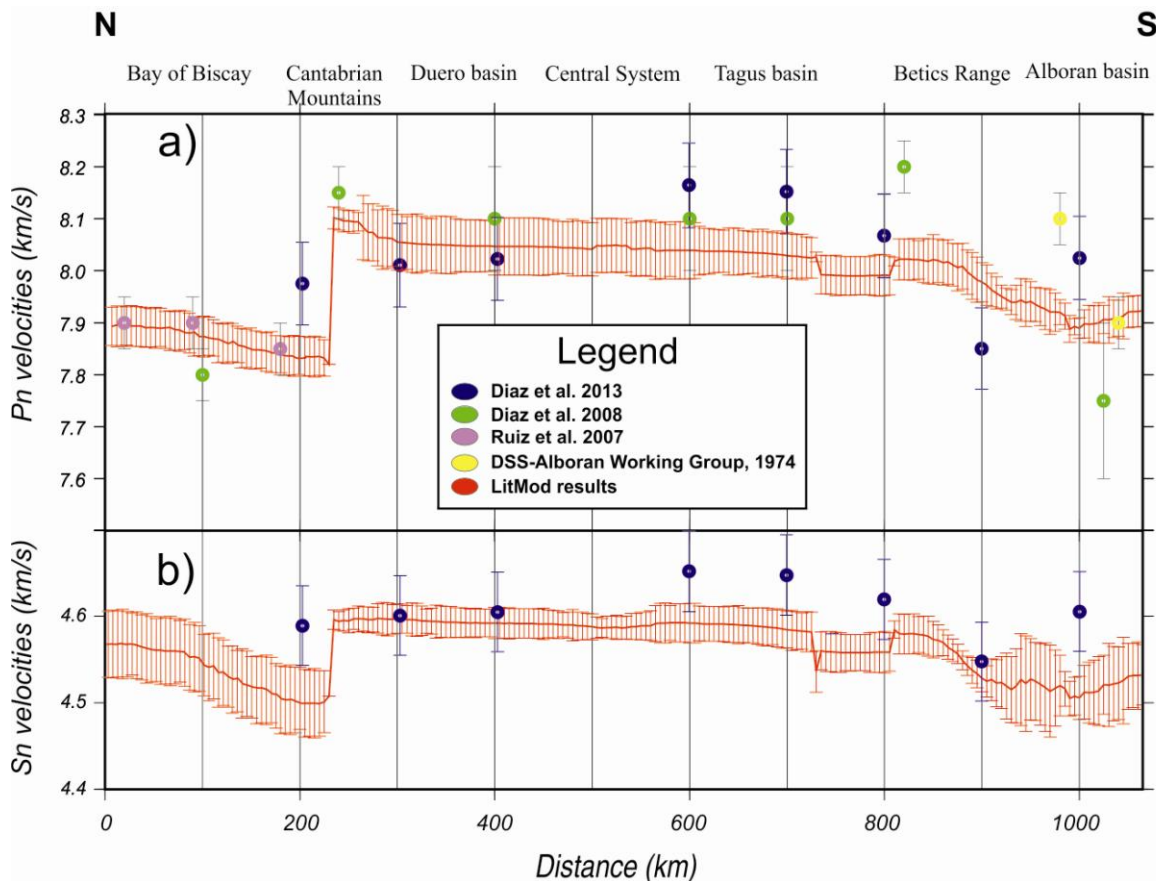 N
S
Bay of Biscay
Cantabrian
Mountains
Duero basin
Central System
Tagus basin
Betics Range
Alboran basin
a)
8.3
8.2
8.1
8.0
7.9
7.8
7.7
7.6
Pn velocities (km/s)
Legend
Diaz et al. 2013
Diaz et al. 2008
Ruiz et al. 2007
DSS-Alboran Working Group, 1974
LitMod results
b)
4.6
4.5
4.4
Sn velocities (km/s)
0
200
400
600
800
1000
Distance (km)